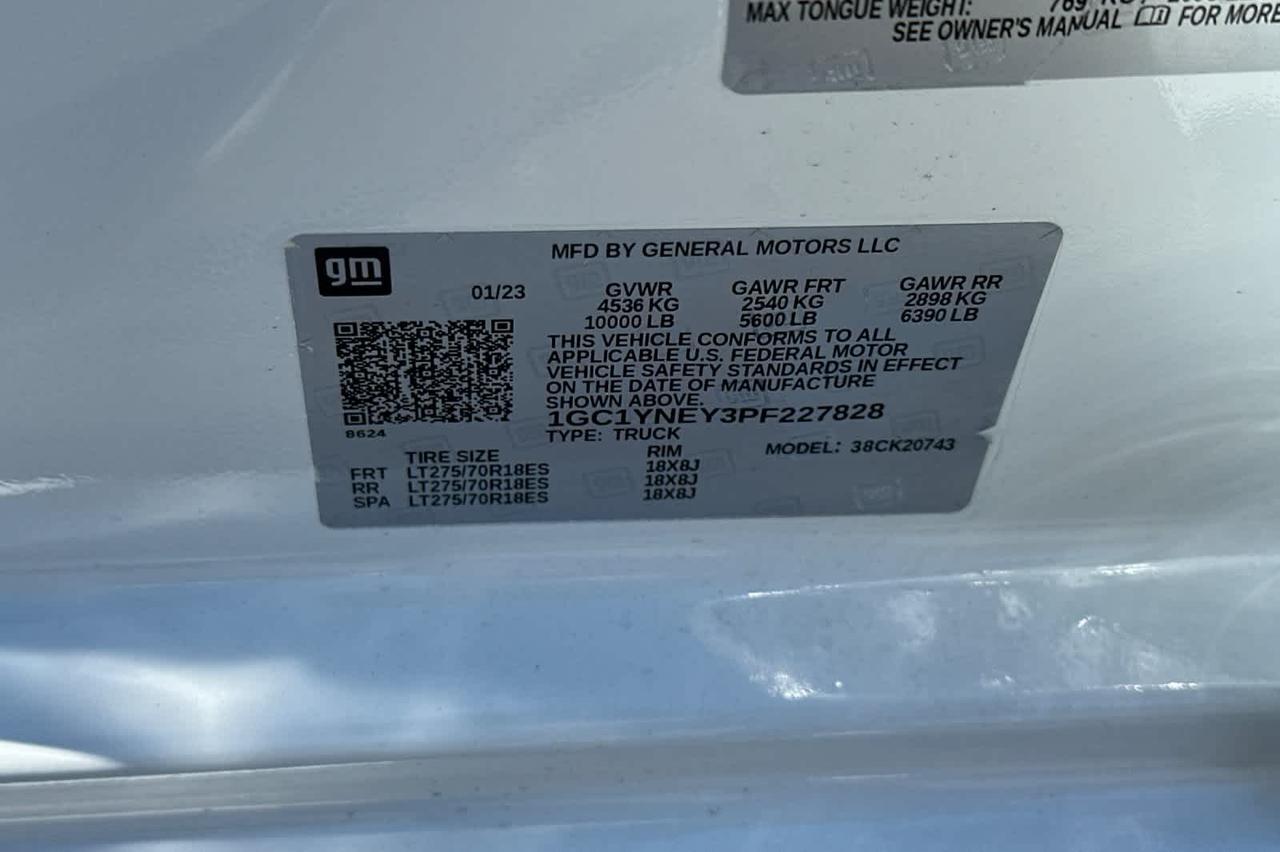 MAX TONGUE WEIGHT: 769 KG
SEE OWNER'S MANUAL FOR MORE
gm
MFD BY GENERAL MOTORS LLC
01/23 GVWR GAWR FRT GAWR RR
4536 KG 2540 KG 2898 KG
10000 LB 5600 LB 6390 LB
THIS VEHICLE CONFORMS TO ALL
APPLICABLE U.S. FEDERAL MOTOR
VEHICLE SAFETY STANDARDS IN EFFECT
ON THE DATE OF MANUFACTURE
SHOWN ABOVE.
1GC1YNEY3PF227828
8624
TYPE: TRUCK MODEL: 38CK20743
TIRE SIZE RIM
FRT LT275/70R18ES 18X8J
RR LT275/70R18ES 18X8J
SPA LT275/70R18ES 18X8J